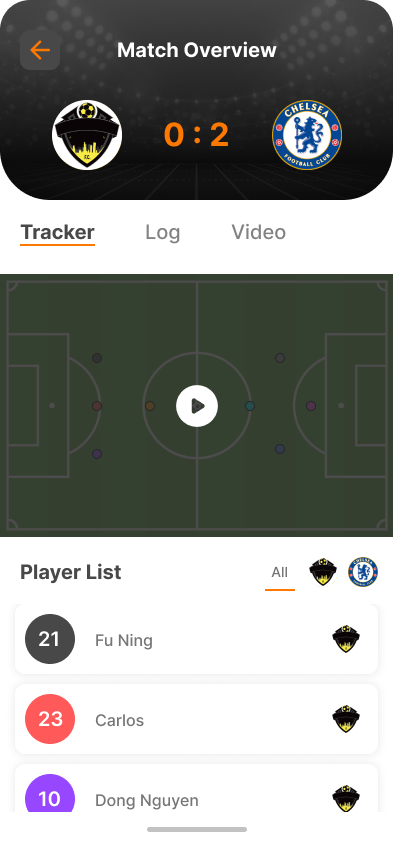 Match Overview
0 : 2
CHELSEA
FOOTBALL CLUB
FC
Tracker Log Video
Player List All
21 Fu Ning
23 Carlos
10 Dong Nguyen